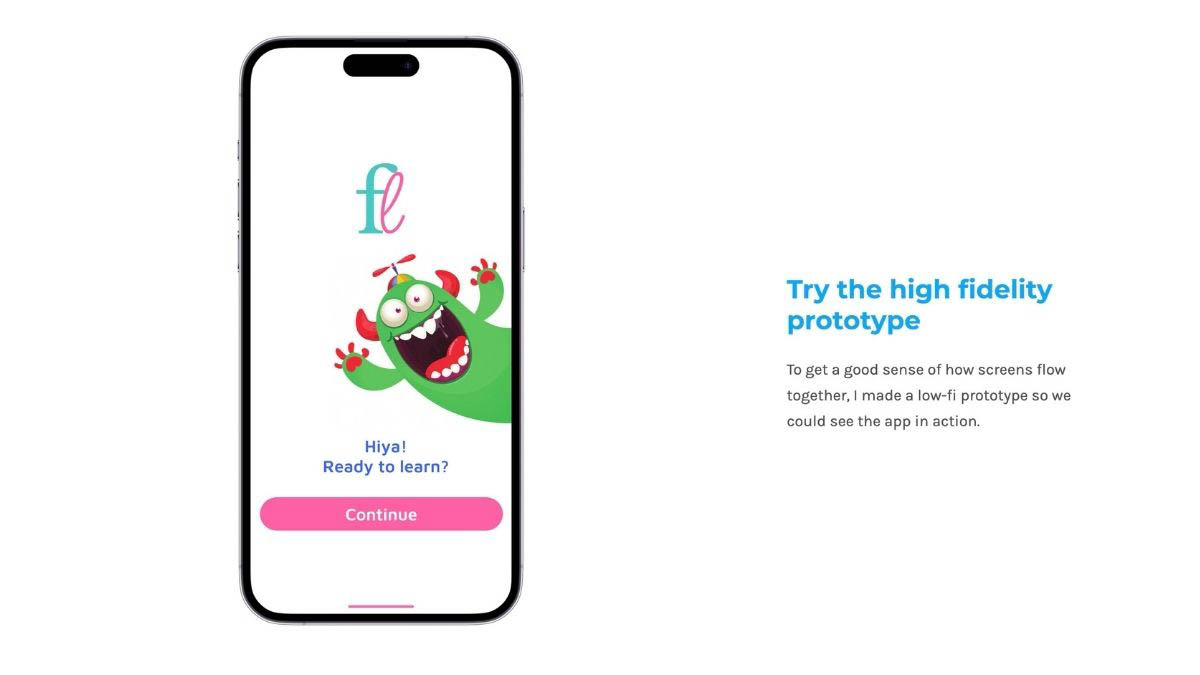 fl
Hiya!
Ready to learn?
Continue
Try the high fidelity
prototype
To get a good sense of how screens flow
together, I made a low-fi prototype so we
could see the app in action.